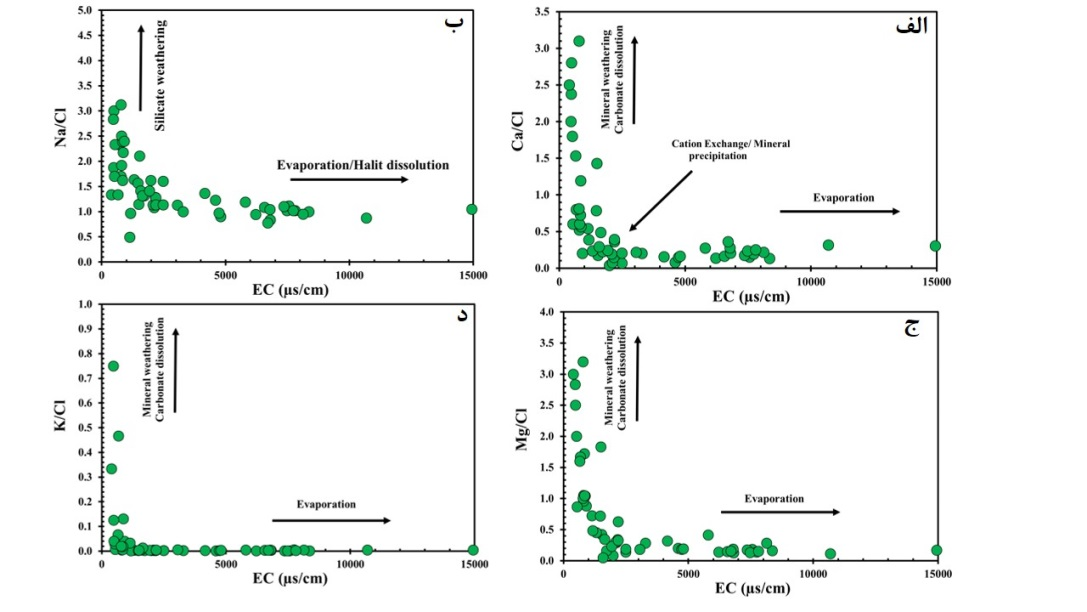 الف
3.5
3.0
2.5
2.0
1.5
1.0
0.5
0.0
0
5000
10000
15000
Ca/Cl
EC (µs/cm)
Mineral weathering
Carbonate dissolution
Cation Exchange/ Mineral
precipitation
Evaporation
ب
5.0
4.5
4.0
3.5
3.0
2.5
2.0
1.5
1.0
0.5
0.0
0
5000
10000
15000
Na/Cl
EC (µs/cm)
Silicate weathering
Evaporation/Halit dissolution
ج
4.0
3.5
3.0
2.5
2.0
1.5
1.0
0.5
0.0
0
5000
10000
15000
Mg/Cl
EC (µs/cm)
Mineral weathering
Carbonate dissolution
Evaporation
د
1.0
0.9
0.8
0.7
0.6
0.5
0.4
0.3
0.2
0.1
0.0
0
5000
10000
15000
K/Cl
EC (µs/cm)
Mineral weathering
Carbonate dissolution
Evaporation